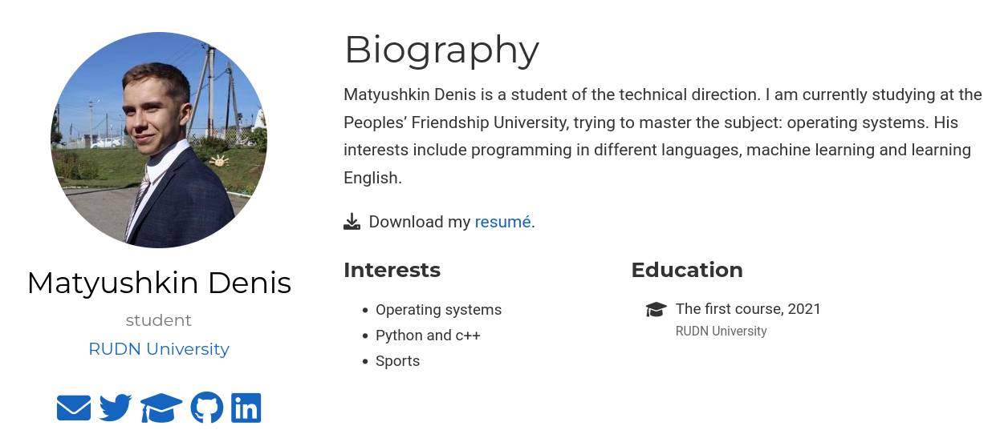 Biography
Matyushkin Denis is a student of the technical direction. I am currently studying at the
Peoples’ Friendship University, trying to master the subject: operating systems. His
interests include programming in different languages, machine learning and learning
English.
Download my resumé.
Matyushkin Denis
student
RUDN University
Interests
Operating systems
Python and c++
Sports
Education
The first course, 2021
RUDN University
in